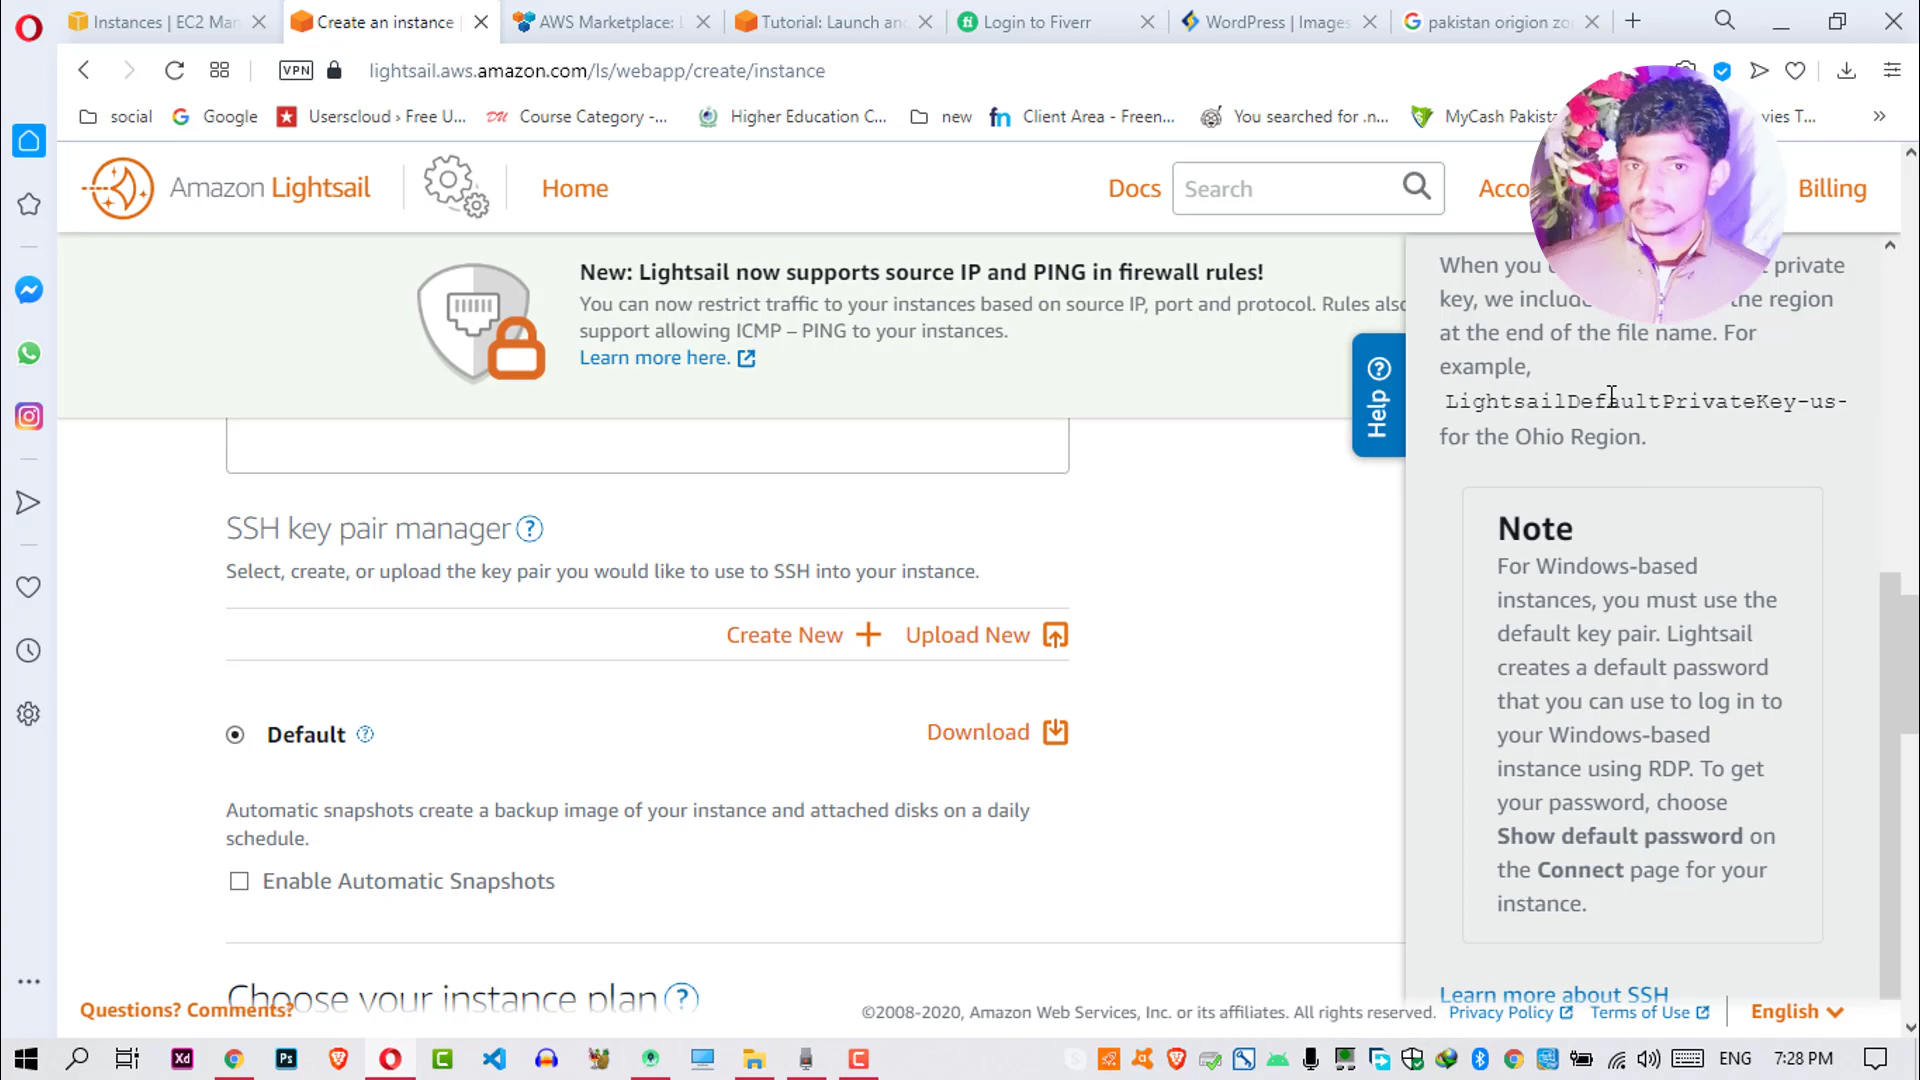 Instances | EC2 Man
Create an instance
AWS Marketplace:
Tutorial: Launch an
Login to Fiverr
WordPress | Images
pakistan origion zo
VPN
lightsail.aws.amazon.com/ls/webapp/create/instance
social
Google
Userscloud › Free U...
Course Category -...
Higher Education C...
new
Client Area - Freen...
You searched for .n...
MyCash Pakist
vies T...
Amazon Lightsail
Home
Docs
Search
Acco
Billing
New: Lightsail now supports source IP and PING in firewall rules!
You can now restrict traffic to your instances based on source IP, port and protocol. Rules also
support allowing ICMP – PING to your instances.
Learn more here.
Help
When you private
key, we include the region
at the end of the file name. For
example,
LightsailDefaultPrivateKey-us-
for the Ohio Region.
SSH key pair manager
Select, create, or upload the key pair you would like to use to SSH into your instance.
Create New
Upload New
Default
Download
Automatic snapshots create a backup image of your instance and attached disks on a daily
schedule.
Enable Automatic Snapshots
Note
For Windows-based
instances, you must use the
default key pair. Lightsail
creates a default password
that you can use to log in to
your Windows-based
instance using RDP. To get
your password, choose
Show default password on
the Connect page for your
instance.
Choose your instance plan
Learn more about SSH
Questions? Comments?
©2008-2020, Amazon Web Services, Inc. or its affiliates. All rights reserved.
Privacy Policy
Terms of Use
English
Xd
Ps
ENG
7:28 PM